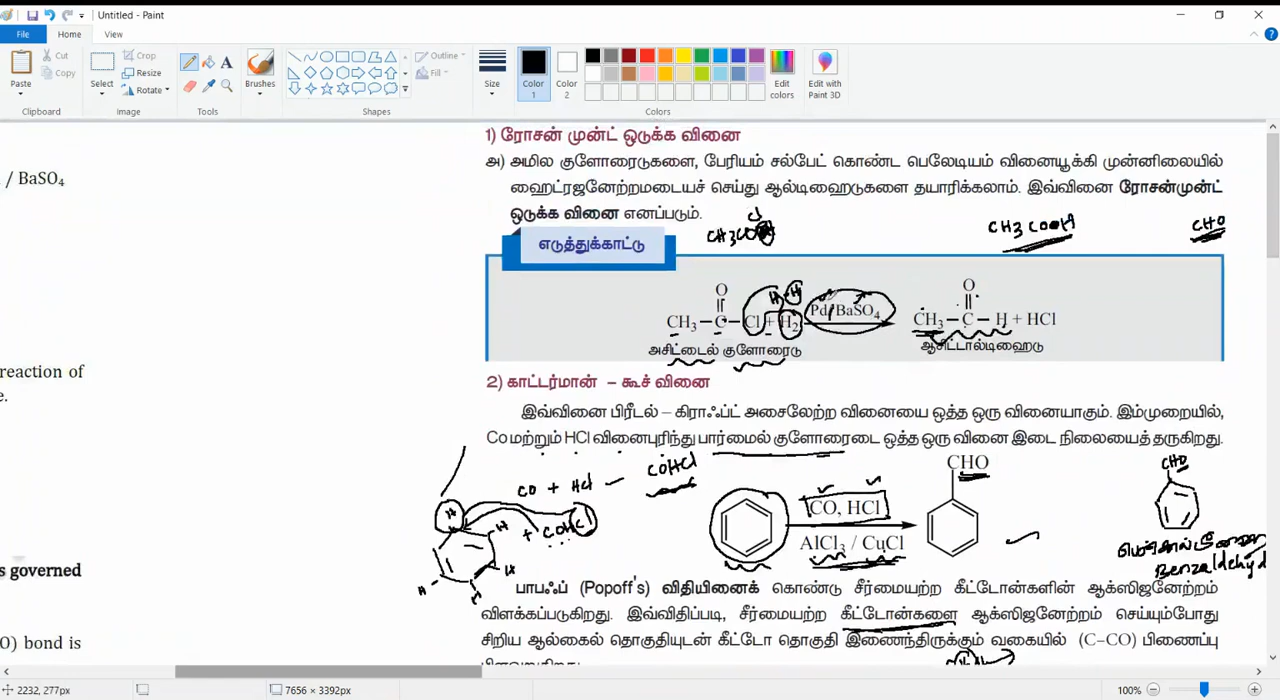 Untitled - Paint
File Home View
Cut
Copy
Paste
Clipboard
Crop
Resize
Rotate
Select
Image
A
Tools
Brushes
Outline
Fill
Shapes
Size
Color 1
Color 2
Edit colors
Colors
Edit with Paint 3D
/ BaSO4
reaction of
e.
s governed
O) bond is
1) ரோசன் முன்ட் ஒடுக்க வினை
அ) அமில குளோரைடுகளை, பேரியம் சல்பேட் கொண்ட பெலேடியம் வினையூக்கி முன்னிலையில்
ஹைட்ரஜனேற்றமடையச் செய்து ஆல்டிஹைடுகளை தயாரிக்கலாம். இவ்வினை ரோசன்முன்ட்
ஒடுக்க வினை எனப்படும்.
CH3COOH CHO
எடுத்துக்காட்டு
O O
CH3 – C – Cl + H2 Pd/BaSO4 CH3 – C – H + HCl
அசிட்டைல் குளோரைடு ஆசிட்டால்டிஹைடு
2) காட்டர்மான் – கூச் வினை
இவ்வினை பிரீடல் – கிராஃப்ட் அசைலேற்ற வினையை ஒத்த ஒரு வினையாகும். இம்முறையில்,
Co மற்றும் HCl வினைபுரிந்து பார்மைல் குளோரைடை ஒத்த ஒரு வினை இடை நிலையைத் தருகிறது.
CO + HCl – COHCl
H + COHCl
H
H
H
H
CO, HCl
AlCl3 / CuCl
CHO
CHO
Benzaldehyd
பாபஃப் (Popoff's) விதியினைக் கொண்டு சீர்மையற்ற கீட்டோன்களின் ஆக்ஸிஜனேற்றம்
விளக்கப்படுகிறது. இவ்விதிப்படி, சீர்மையற்ற கீட்டோன்களை ஆக்ஸிஜனேற்றம் செய்யும்போது
சிறிய ஆல்கைல் தொகுதியுடன் கீட்டோ தொகுதி இணைந்திருக்கும் வகையில் (C–CO) பிணைப்பு
2232, 277px
7656 × 3392px
100%